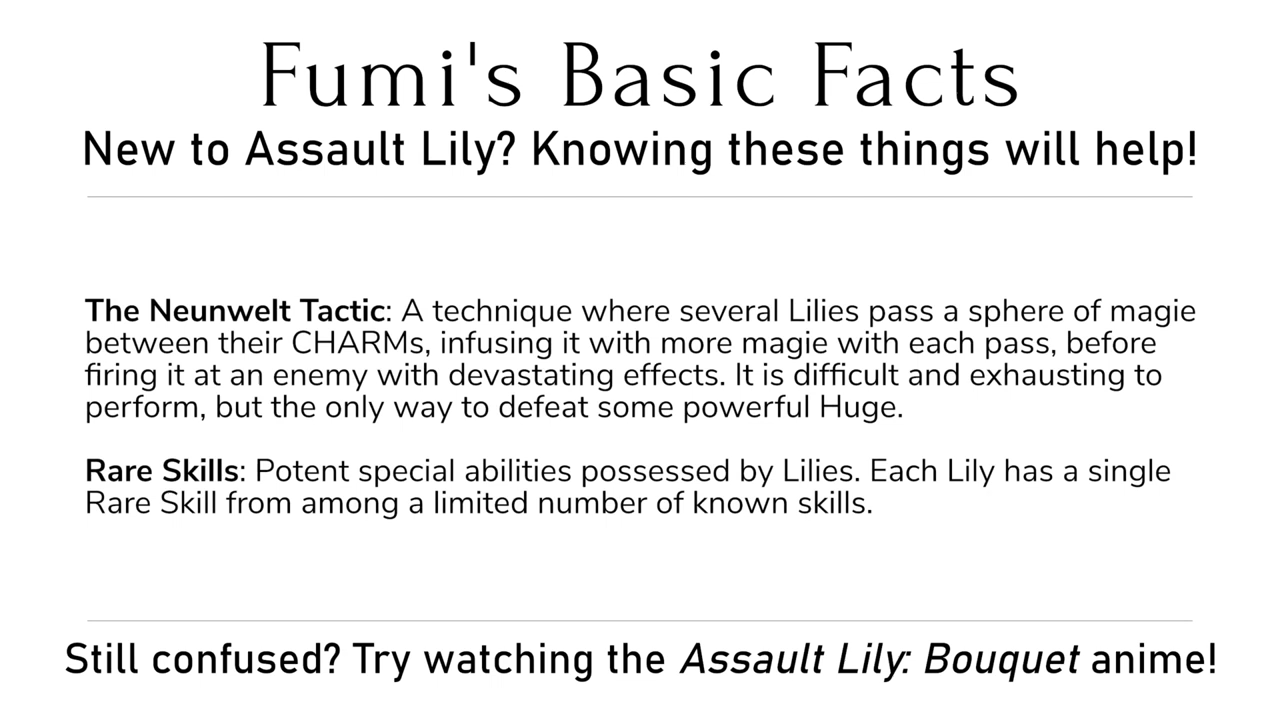 Fumi's Basic Facts
New to Assault Lily? Knowing these things will help!
The Neunwelt Tactic: A technique where several Lilies pass a sphere of magie
between their CHARMs, infusing it with more magie with each pass, before
firing it at an enemy with devastating effects. It is difficult and exhausting to
perform, but the only way to defeat some powerful Huge.
Rare Skills: Potent special abilities possessed by Lilies. Each Lily has a single
Rare Skill from among a limited number of known skills.
Still confused? Try watching the Assault Lily: Bouquet anime!